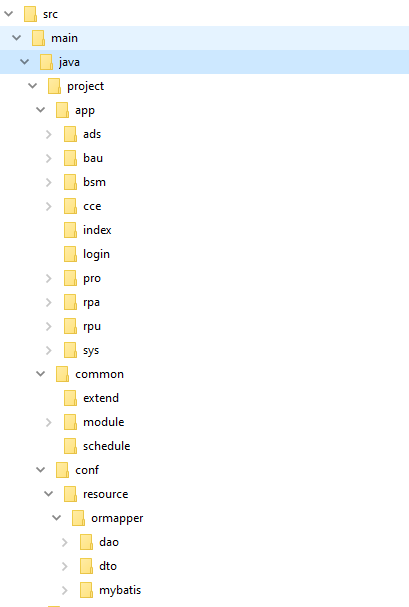 src
main
java
project
app
ads
bau
bsm
cce
index
login
pro
rpa
rpu
sys
common
extend
module
schedule
conf
resource
ormapper
dao
dto
mybatis